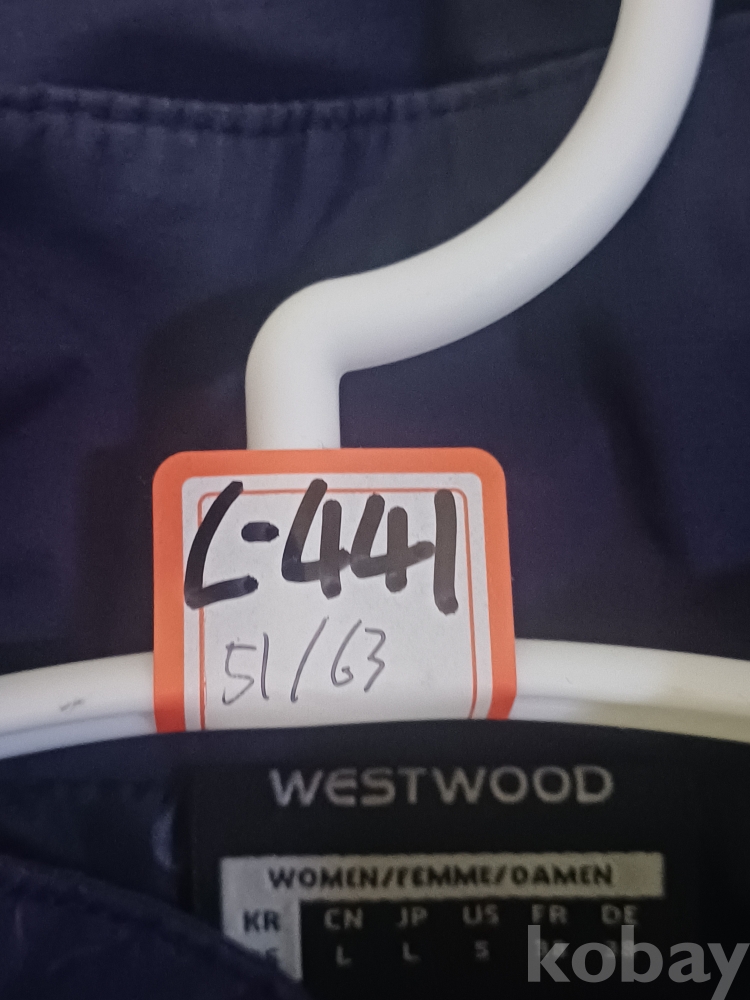 L-441
51/63
WESTWOOD
WOMEN/FEMME/DAMEN
KR CN JP US FR DE
L L S
kobay